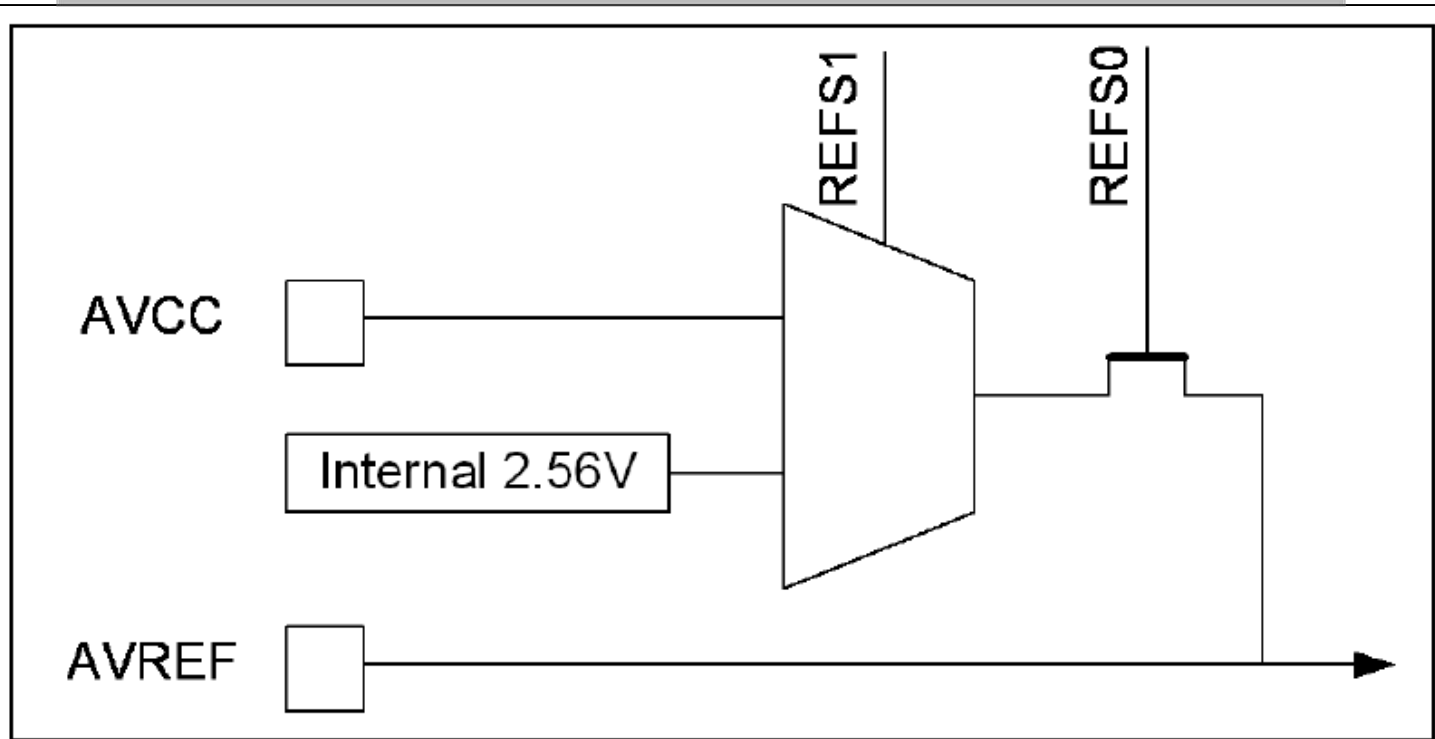 REFS1
REFS0
AVCC
Internal 2.56V
AVREF